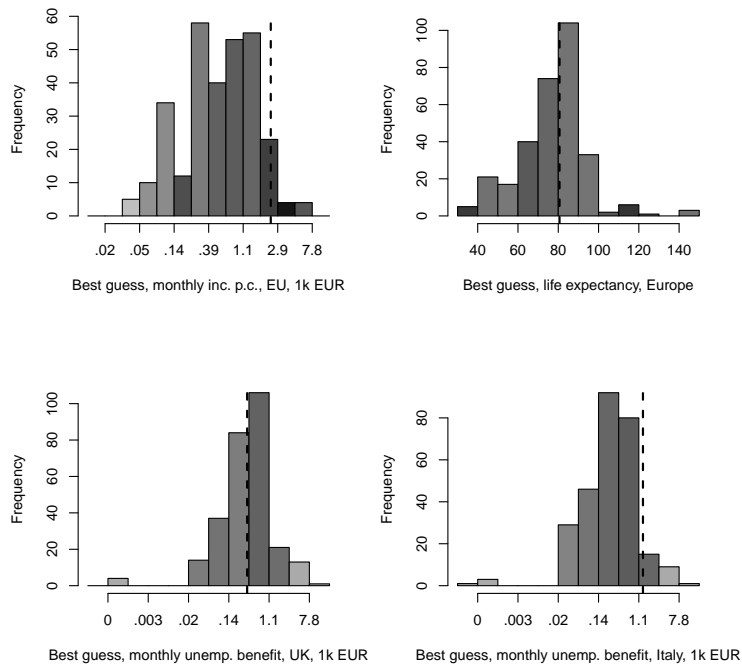 Frequency
0 10 20 30 40 50 60
.02 .05 .14 .39 1.1 2.9 7.8
Best guess, monthly inc. p.c., EU, 1k EUR
Frequency
0 20 40 60 80 100
40 60 80 100 120 140
Best guess, life expectancy, Europe
Frequency
0 20 40 60 80 100
0 .003 .02 .14 1.1 7.8
Best guess, monthly unemp. benefit, UK, 1k EUR
Frequency
0 20 40 60 80
0 .003 .02 .14 1.1 7.8
Best guess, monthly unemp. benefit, Italy, 1k EUR